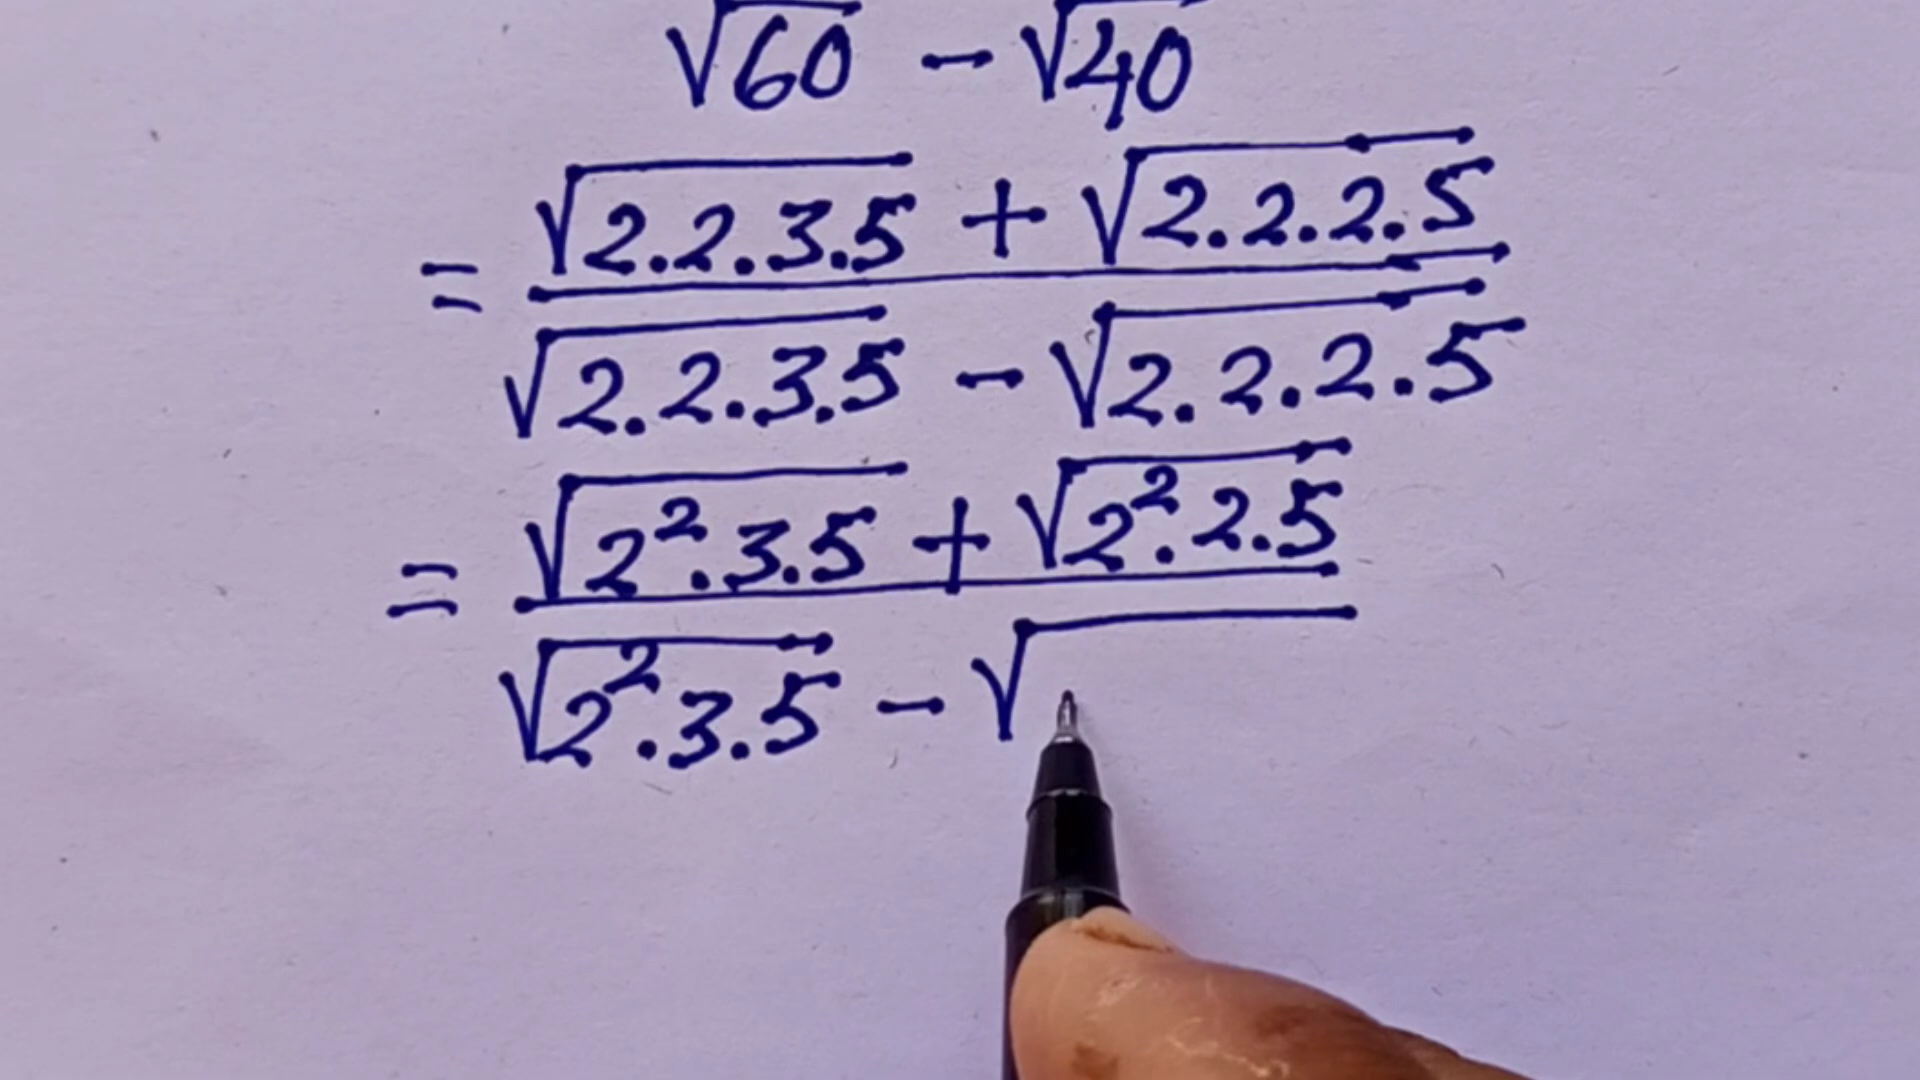 √60 - √40
= √2.2.3.5 + √2.2.2.5
√2.2.3.5 - √2.2.2.5
= √2².3.5 + √2².2.5
√2².3.5 - √